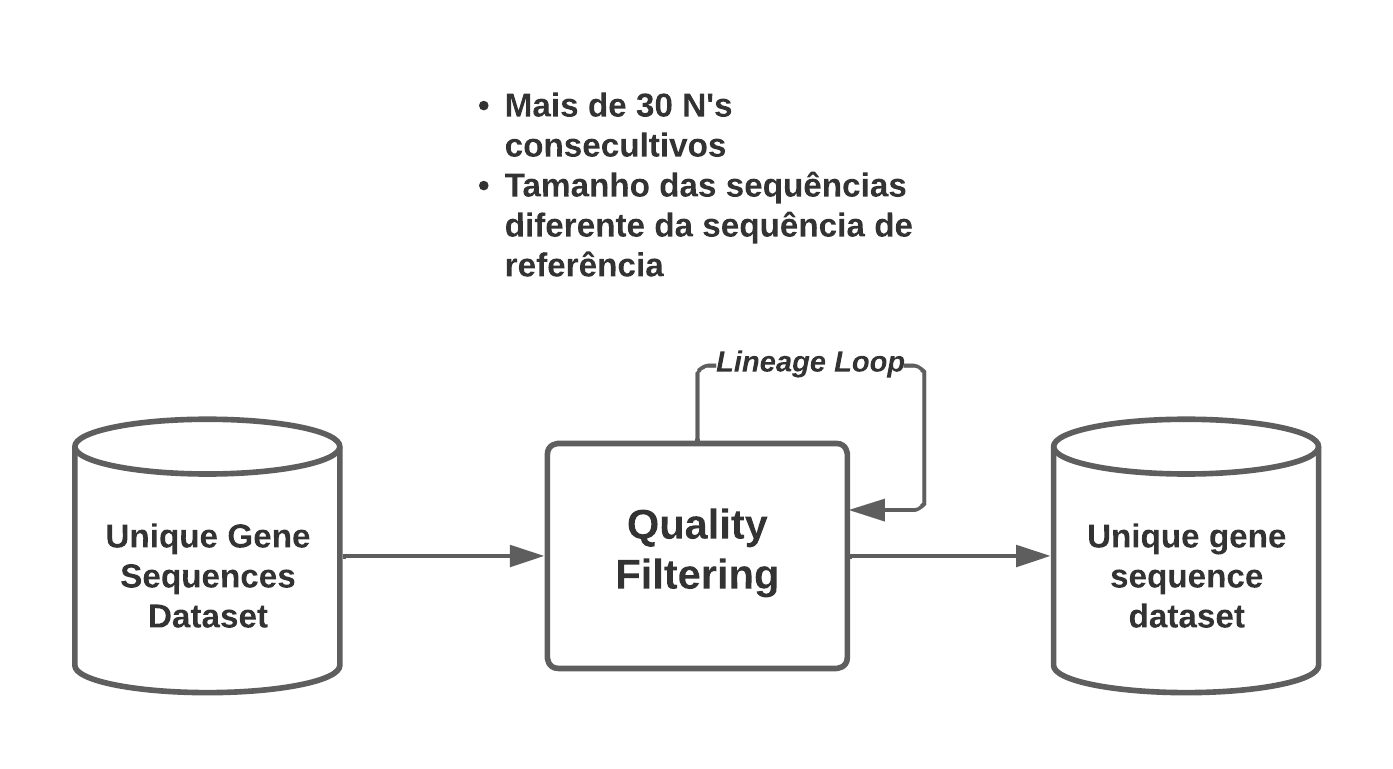 • Mais de 30 N's
consecultivos
• Tamanho das sequências
diferente da sequência de
referência
Lineage Loop
Unique Gene
Sequences
Dataset
Quality
Filtering
Unique gene
sequence
dataset